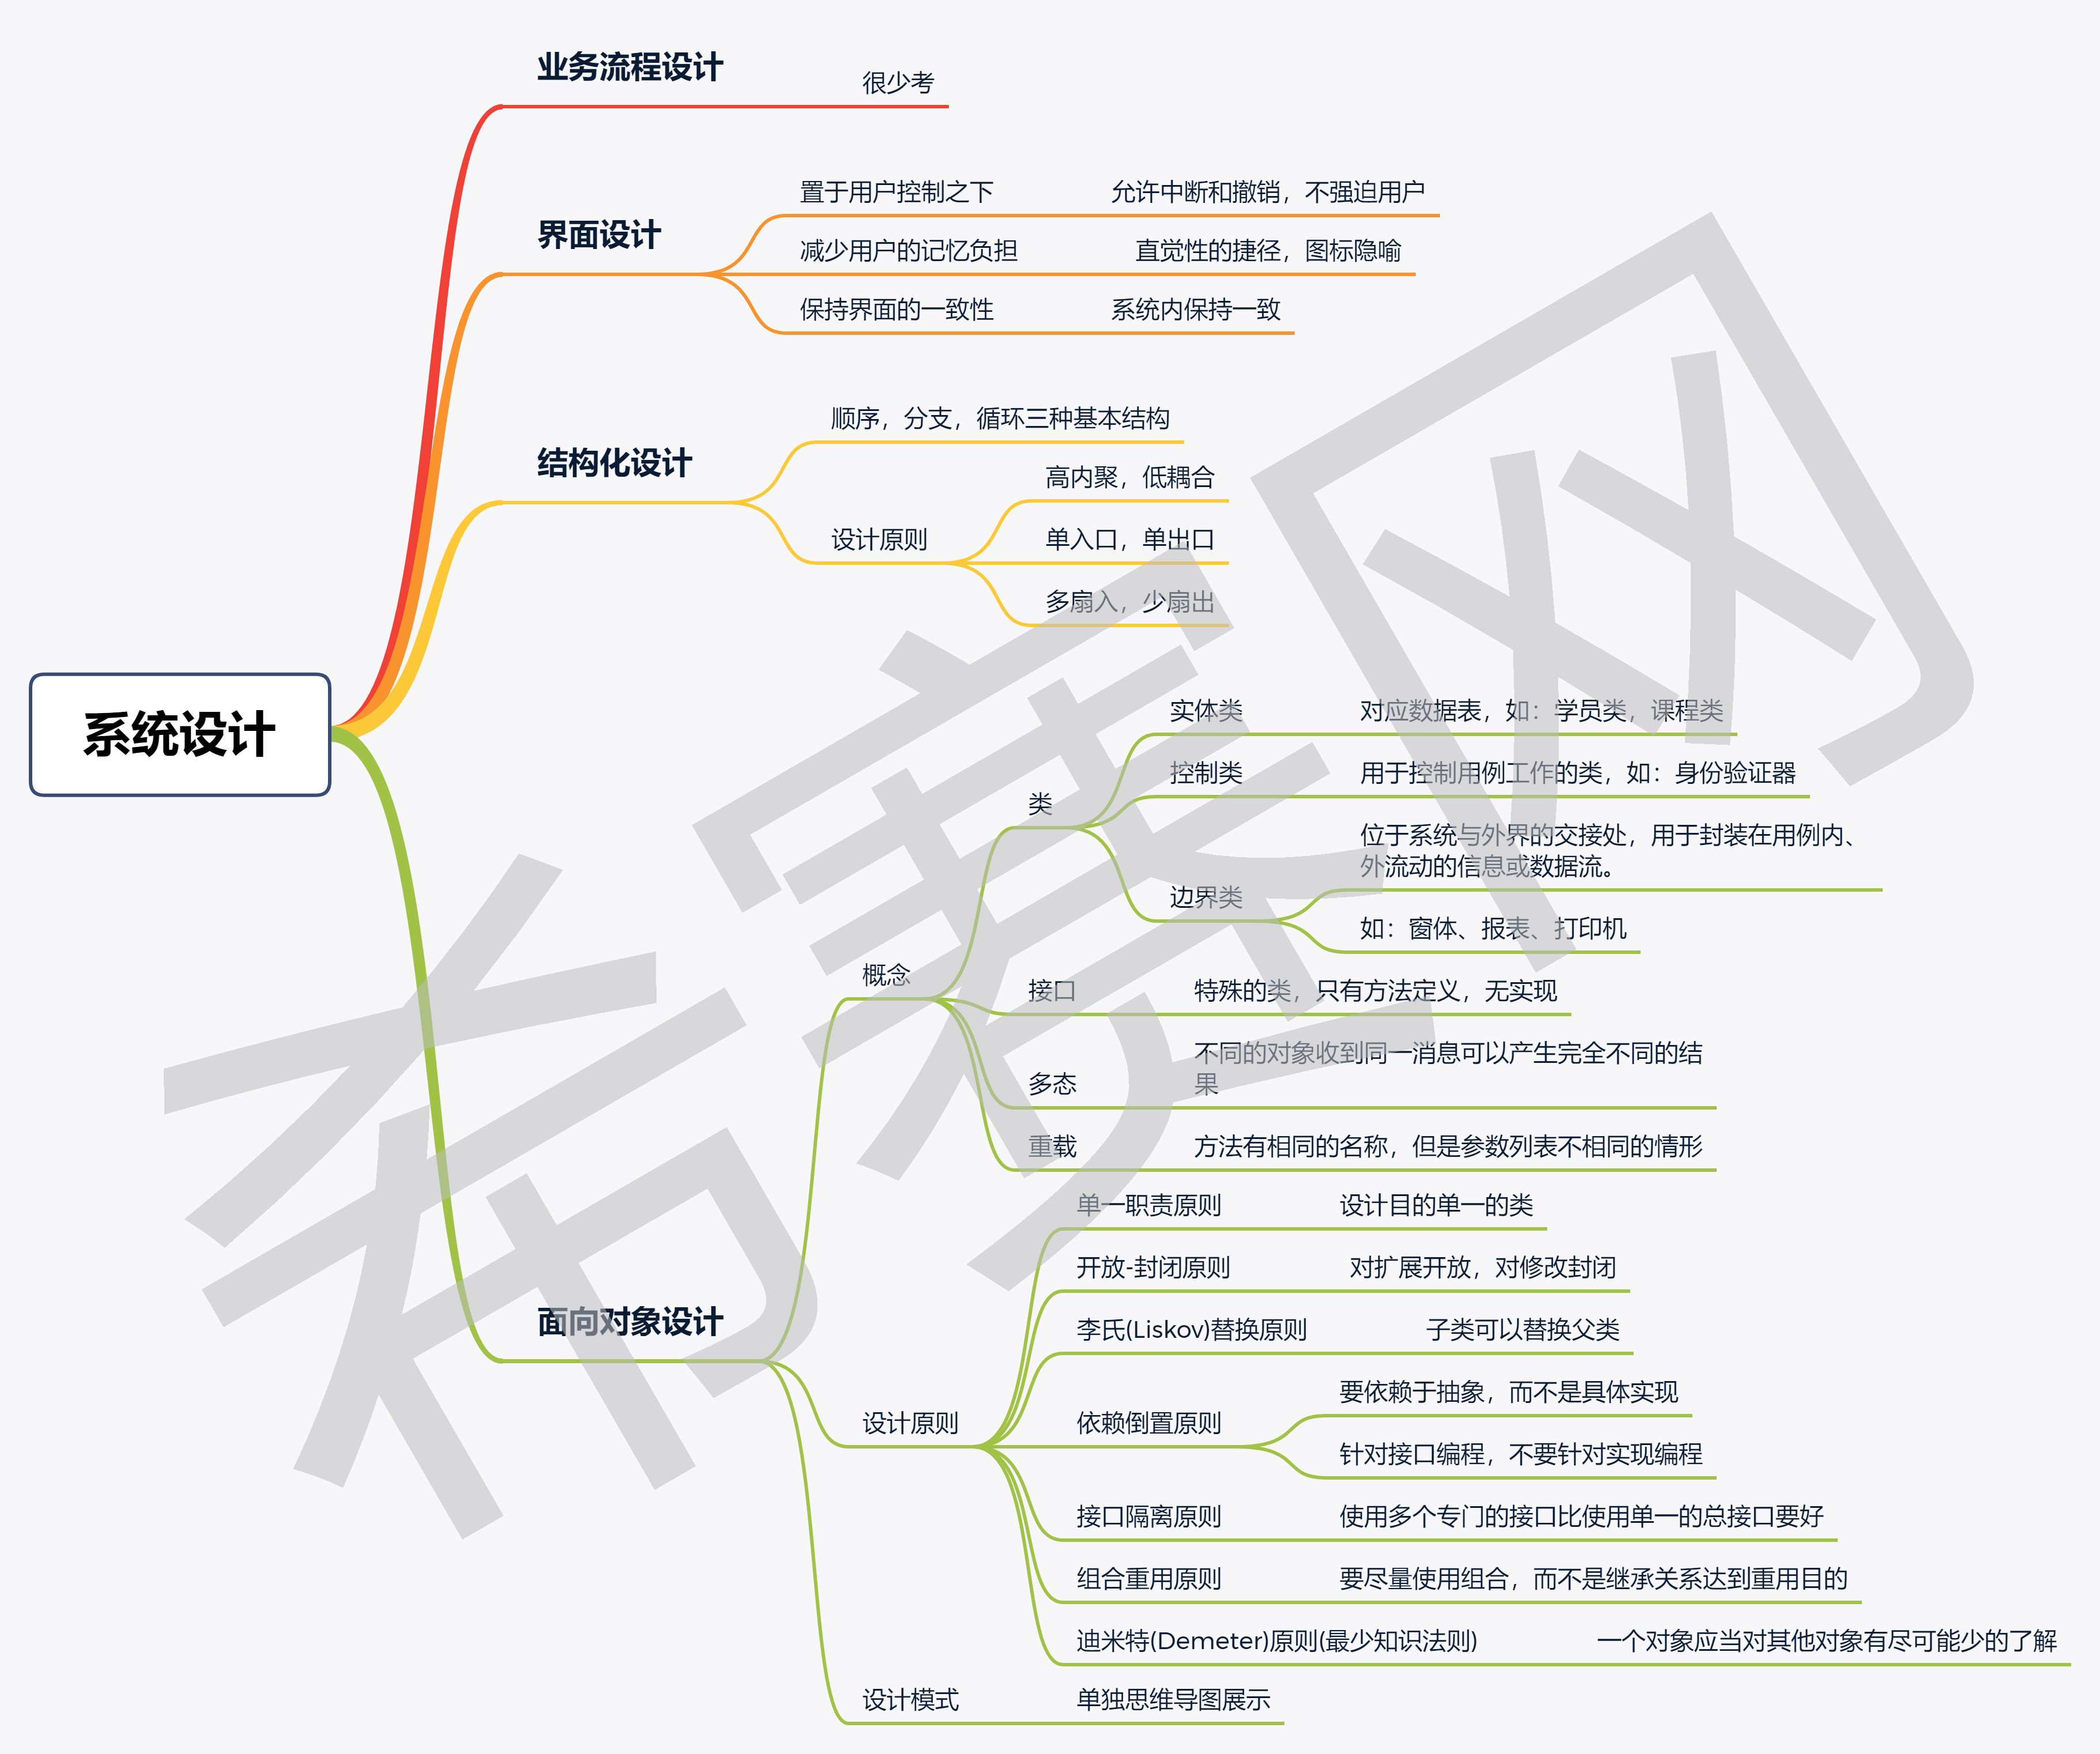 业务流程设计
很少考
界面设计
置于用户控制之下
允许中断和撤销，不强迫用户
减少用户的记忆负担
直觉性的捷径，图标隐喻
保持界面的一致性
系统内保持一致
结构化设计
顺序，分支，循环三种基本结构
设计原则
高内聚，低耦合
单入口，单出口
多扇入，少扇出
系统设计
面向对象设计
概念
类
实体类
对应数据表，如：学员类，课程类
控制类
用于控制用例工作的类，如：身份验证器
边界类
位于系统与外界的交接处，用于封装在用例内、
外流动的信息或数据流。
如：窗体、报表、打印机
接口
特殊的类，只有方法定义，无实现
多态
不同的对象收到同一消息可以产生完全不同的结
果
重载
方法有相同的名称，但是参数列表不相同的情形
设计原则
单一职责原则
设计目的单一的类
开放-封闭原则
对扩展开放，对修改封闭
李氏(Liskov)替换原则
子类可以替换父类
依赖倒置原则
要依赖于抽象，而不是具体实现
针对接口编程，不要针对实现编程
接口隔离原则
使用多个专门的接口比使用单一的总接口要好
组合重用原则
要尽量使用组合，而不是继承关系达到重用目的
迪米特(Demeter)原则(最少知识法则)
一个对象应当对其他对象有尽可能少的了解
设计模式
单独思维导图展示
希赛网